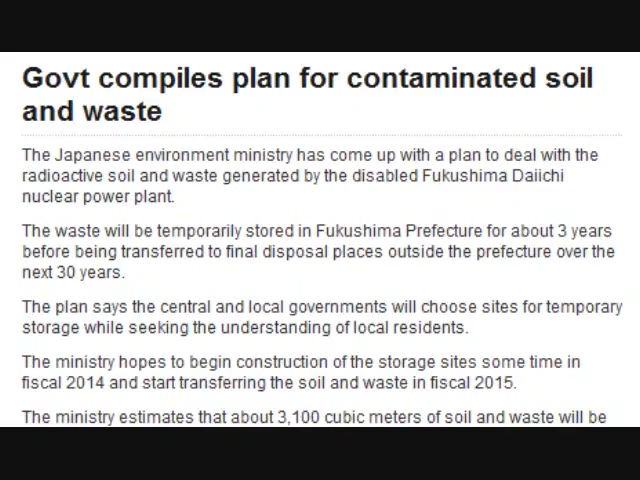 Govt compiles plan for contaminated soil
and waste
The Japanese environment ministry has come up with a plan to deal with the
radioactive soil and waste generated by the disabled Fukushima Daiichi
nuclear power plant.
The waste will be temporarily stored in Fukushima Prefecture for about 3 years
before being transferred to final disposal places outside the prefecture over the
next 30 years.
The plan says the central and local governments will choose sites for temporary
storage while seeking the understanding of local residents.
The ministry hopes to begin construction of the storage sites some time in
fiscal 2014 and start transferring the soil and waste in fiscal 2015.
The ministry estimates that about 3,100 cubic meters of soil and waste will be